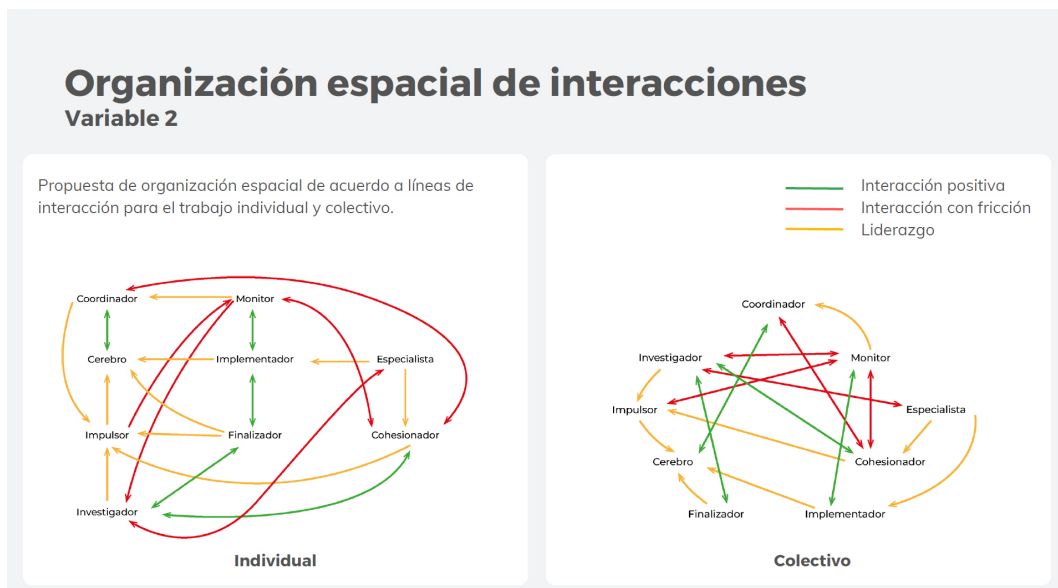 Organización espacial de interacciones
Variable 2
Propuesta de organización espacial de acuerdo a líneas de
interacción para el trabajo individual y colectivo.
Coordinador
Monitor
Cerebro
Implementador
Especialista
Impulsor
Finalizador
Cohesionador
Investigador
Individual
Interacción positiva
Interacción con fricción
Liderazgo
Coordinador
Investigador
Monitor
Impulsor
Especialista
Cerebro
Cohesionador
Finalizador
Implementador
Colectivo